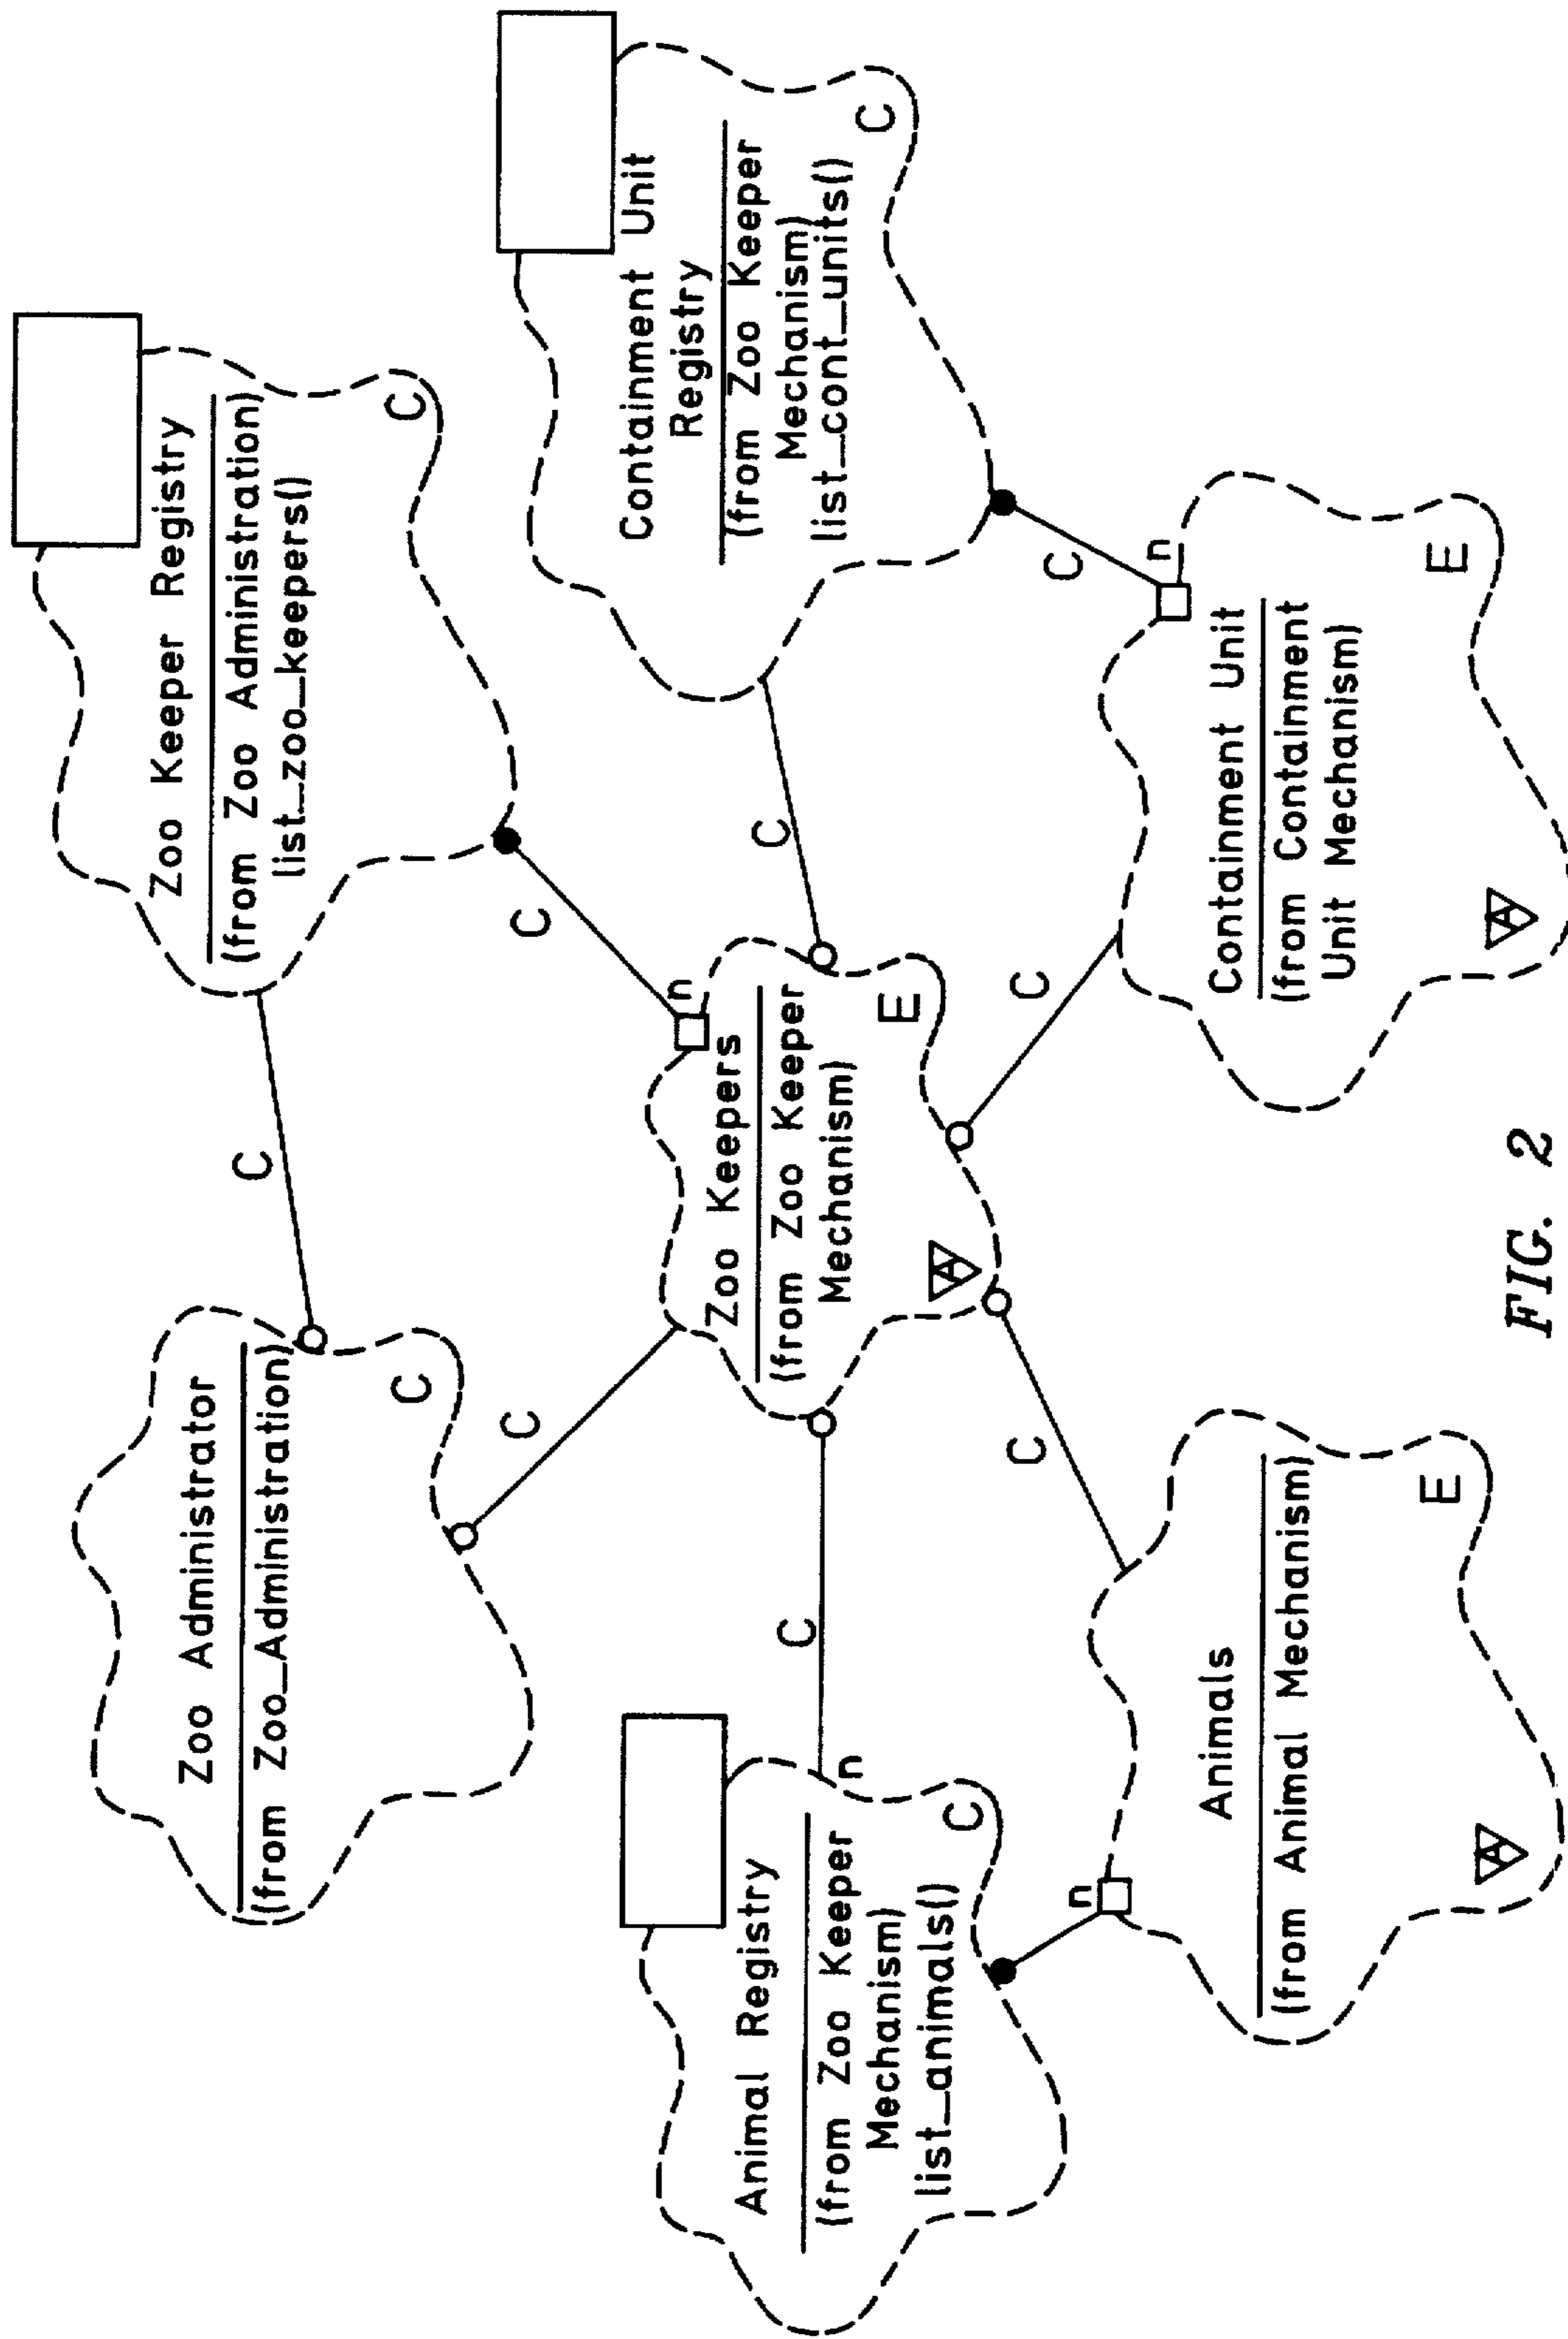 Zoo Administrator
(from Zoo_Administration)
C
C
Zoo Keeper Registry
(from Zoo Administration)
list_zoo_keepers()
C
C
C
Animal Registry
(from Zoo Keeper
Mechanism)
list_animals()
C
n
C
Zoo Keepers
(from Zoo Keeper
Mechanism)
n
E
A
C
Containment Unit
Registry
(from Zoo Keeper
Mechanism)
list_cont_units()
C
C
C
C
n
Animals
(from Animal Mechanism)
E
A
n
Containment Unit
(from Containment
Unit Mechanism)
E
A
FIG. 2